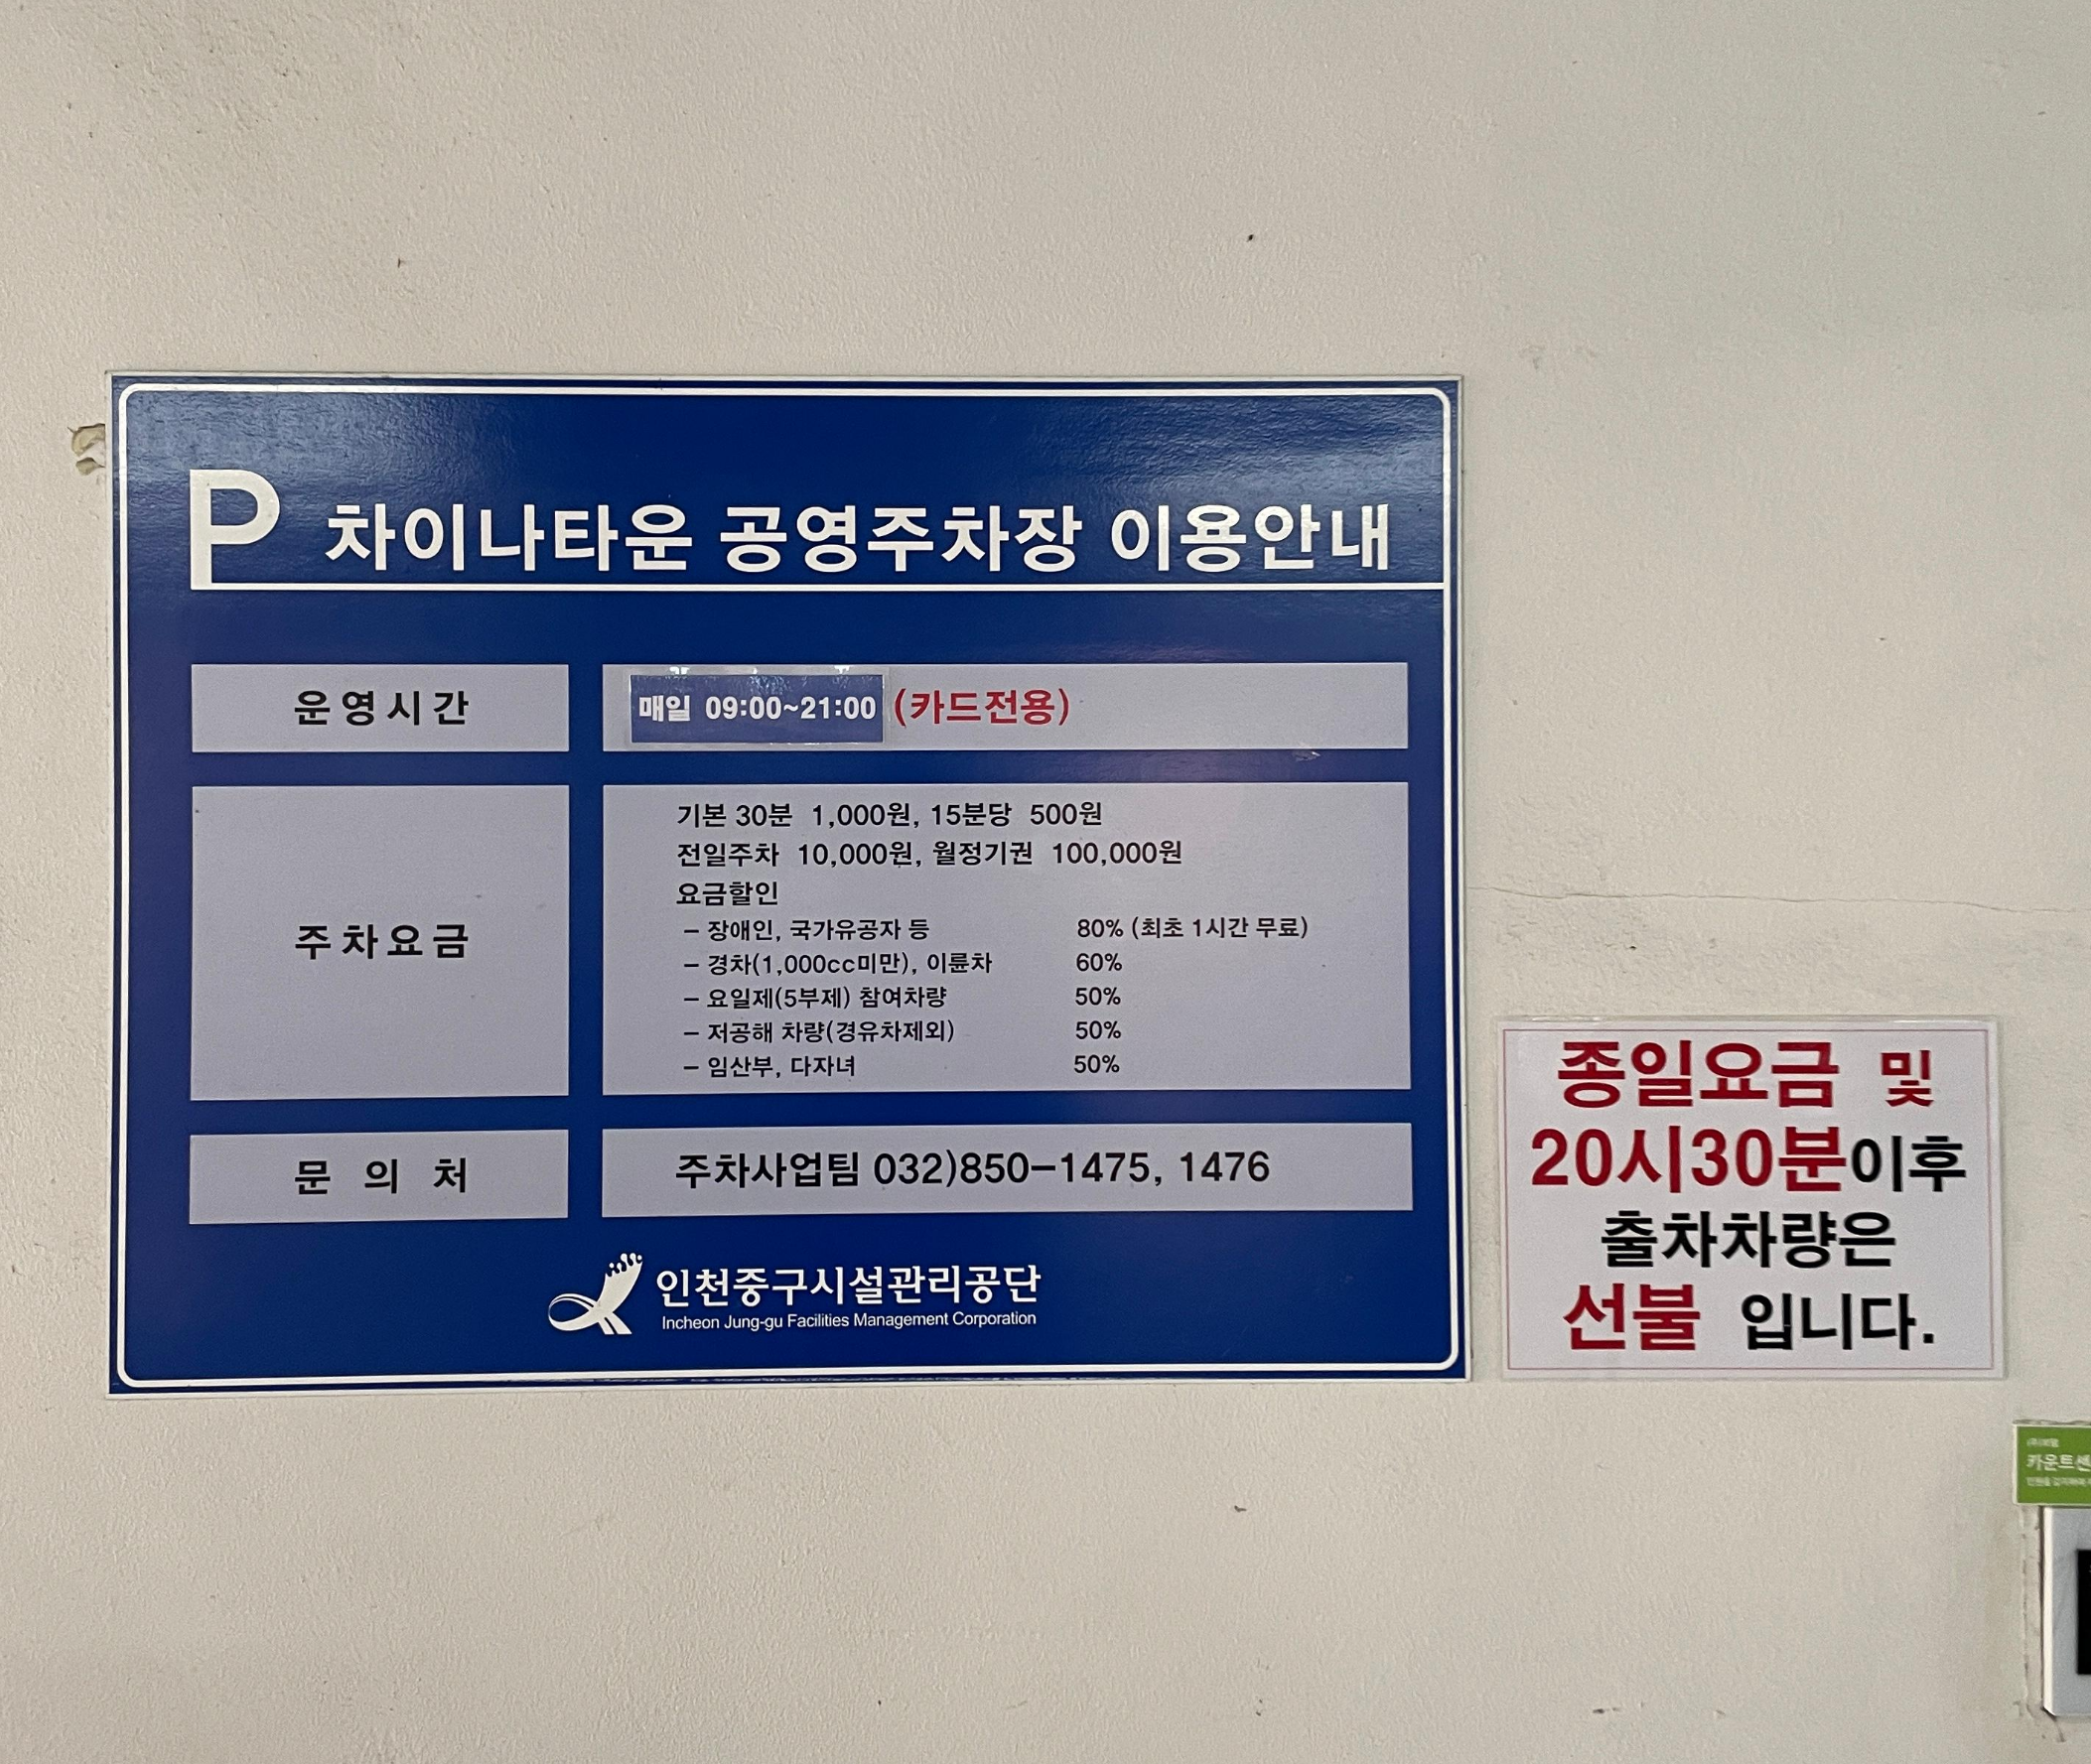 P 차이나타운 공영주차장 이용안내
운영시간
매일 09:00~21:00 (카드전용)
주차요금
기본 30분 1,000원, 15분당 500원
전일주차 10,000원, 월정기권 100,000원
요금할인
– 장애인, 국가유공자 등 80% (최초 1시간 무료)
– 경차(1,000cc미만), 이륜차 60%
– 요일제(5부제) 참여차량 50%
– 저공해 차량(경유차제외) 50%
– 임산부, 다자녀 50%
문 의 처
주차사업팀 032)850–1475, 1476
인천중구시설관리공단
Incheon Jung-gu Facilities Management Corporation
종일요금 및
20시30분이후
출차차량은
선불 입니다.
카운트센